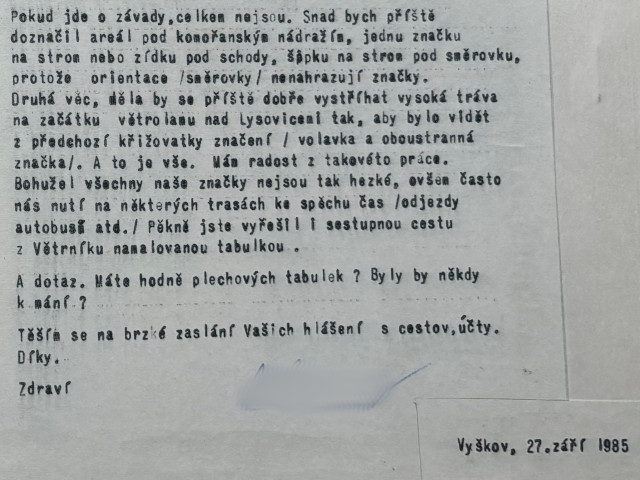 Pokud jde o závady,celkem nejsou. Snad bych příště
doznačil areál pod komořanským nádražím, jednu značku
na strom nebo zídku pod schody, šipku na strom pod směrovku,
protože orientace /směrovky/ nenahrazují značky.
Druhá věc, měla by se příště dobře vystříhat vysoká tráva
na začátku větrolamu nad Lysovicemi tak, aby bylo vidět
z předehozí křižovatky značení / volavka a oboustranná
značka/. A to je vše. Mám radost z takovéto práce.
Bohužel všechny naše značky nejsou tak hezké, ovšem často
nás nutí na některých trasách ke spěchu čas /odjezdy
autobusů atd./ Pěkně jste vyřešili i sestupnou cestu
z Větrníku namalovanou tabulkou .
A dotaz. Máte hodně plechových tabulek ? Byly by někdy
k mání ?
Těším se na brzké zaslání Vašich hlášení s cestov,účty.
Díky.
Zdraví
Vyškov, 27.září 1985